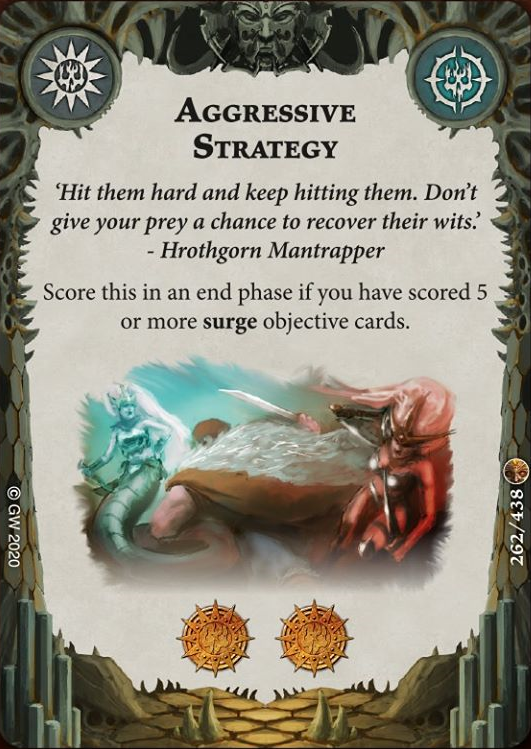 Aggressive
Strategy
‘Hit them hard and keep hitting them. Don’t
give your prey a chance to recover their wits.’
- Hrothgorn Mantrapper
Score this in an end phase if you have scored 5
or more surge objective cards.
© GW 2020
262/438